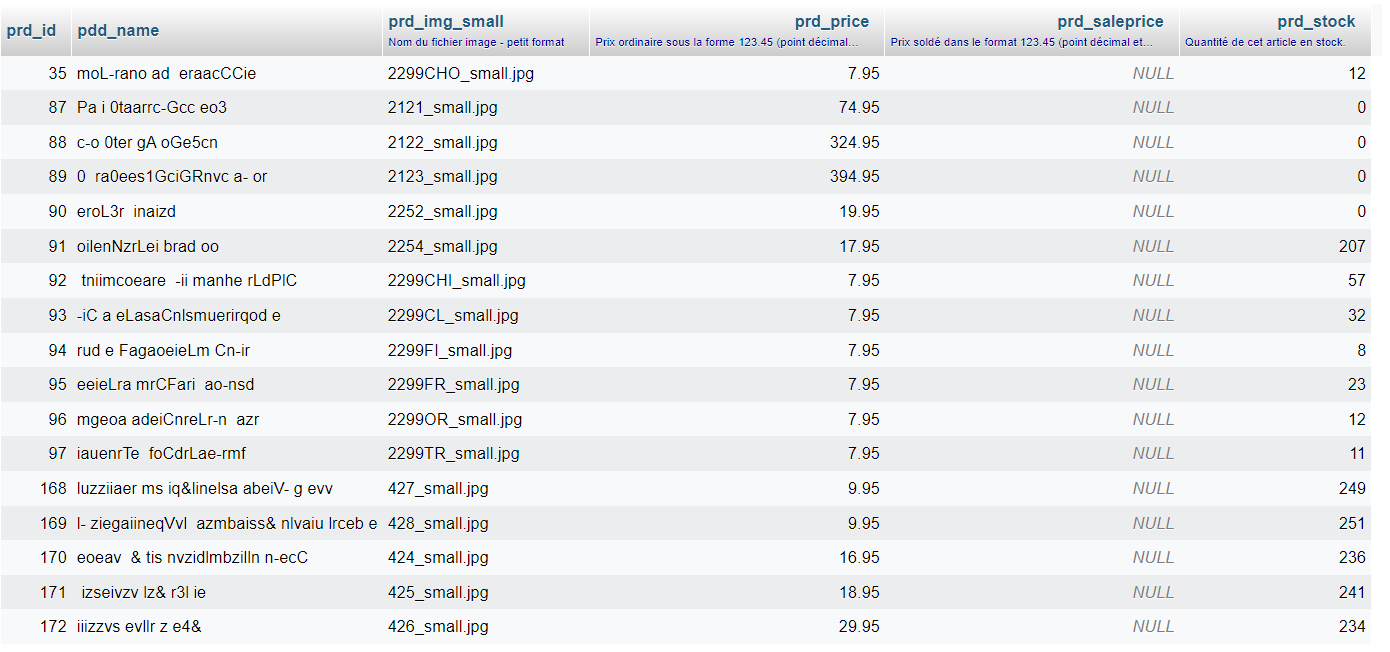 prd_id pdd_name prd_img_small prd_price prd_saleprice prd_stock
Nom du fichier image - petit format Prix ordinaire sous la forme 123.45 (point décimal... Prix soldé dans le format 123.45 (point décimal et... Quantité de cet article en stock.
35 moL-rano ad  eraacCCie 2299CHO_small.jpg 7.95 NULL 12
87 Pa i 0taarrc-Gcc eo3 2121_small.jpg 74.95 NULL 0
88 c-o 0ter gA oGe5cn 2122_small.jpg 324.95 NULL 0
89 0  ra0ees1GciGRnvc a- or 2123_small.jpg 394.95 NULL 0
90 eroL3r  inaizd 2252_small.jpg 19.95 NULL 0
91 oilenNzrLei brad oo 2254_small.jpg 17.95 NULL 207
92 tniimcoeare  -ii manhe rLdPlC 2299CHI_small.jpg 7.95 NULL 57
93 -iC a eLasaCnlsmuerirqod e 2299CL_small.jpg 7.95 NULL 32
94 rud e FagaoeieLm Cn-ir 2299FI_small.jpg 7.95 NULL 8
95 eeieLra mrCFari  ao-nsd 2299FR_small.jpg 7.95 NULL 23
96 mgeoa adeiCnreLr-n  azr 2299OR_small.jpg 7.95 NULL 12
97 iauenrTe  foCdrLae-rmf 2299TR_small.jpg 7.95 NULL 11
168 luzziiaer ms iq&linelsa abeiV- g evv 427_small.jpg 9.95 NULL 249
169 l- ziegaiineqVvl  azmbaiss& nlvaiu lrceb e 428_small.jpg 9.95 NULL 251
170 eoeav  & tis nvzidlmbzilln n-ecC 424_small.jpg 16.95 NULL 236
171 izseivzv lz& r3l ie 425_small.jpg 18.95 NULL 241
172 iiizzvs evllr z e4& 426_small.jpg 29.95 NULL 234